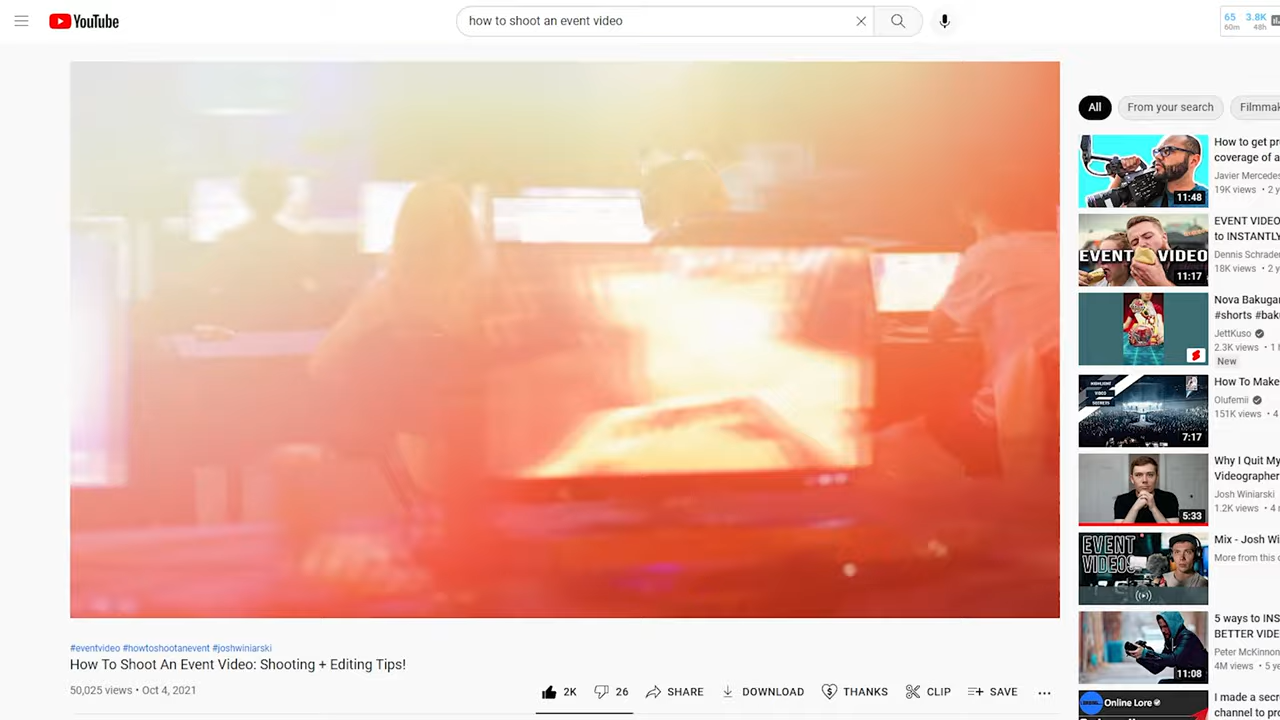 YouTube
how to shoot an event video
65 3.8K
60m 48h
All
From your search
Filmmak
How to get pr
coverage of a
Javier Mercedes
19K views • 2 y
11:48
EVENT VIDEO
to INSTANTLY
Dennis Schrader
18K views • 2 y
EVENT VIDEO
11:17
Nova Bakugan
#shorts #bak
JettKuso
2.3K views • 1 h
New
How To Make
Olufemii
151K views • 4
HIGHLIGHT
VIDEO
SECRETS
7:17
Why I Quit My
Videographer
Josh Winiarski
1.2K views • 4
5:33
Mix - Josh Wi
More from this c
EVENT
VIDEOS
5 ways to INS
BETTER VIDE
Peter McKinnon
4M views • 5 ye
11:08
I made a secr
channel to pro
Online Lore
#eventvideo #howtoshootanevent #joshwiniarski
How To Shoot An Event Video: Shooting + Editing Tips!
50,025 views • Oct 4, 2021
2K
26
SHARE
DOWNLOAD
THANKS
CLIP
SAVE